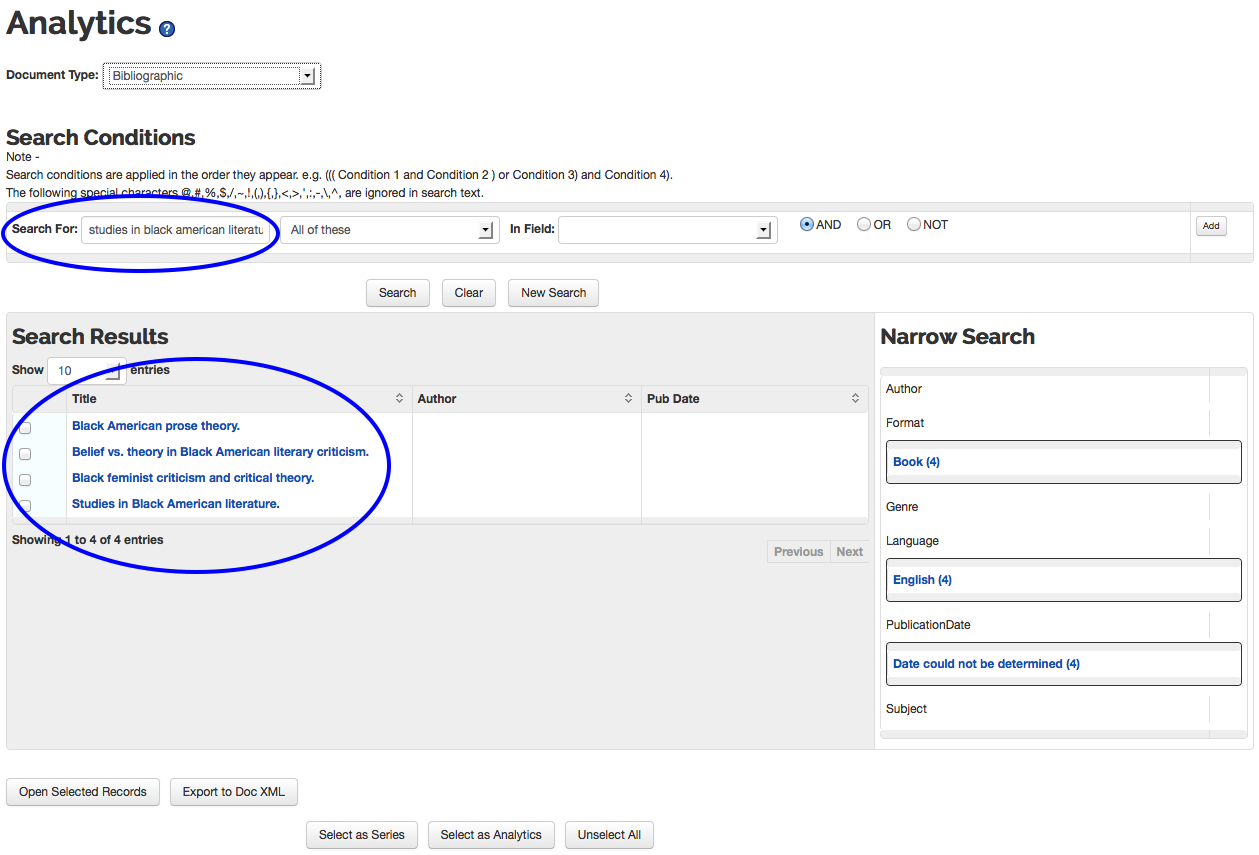 Analytics ?
Document Type: Bibliographic
Search Conditions
Note -
Search conditions are applied in the order they appear. e.g. ((( Condition 1 and Condition 2 ) or Condition 3) and Condition 4).
The following special characters @,#,%,$,/,~,!,(,),{,},<,>,',:,-,\,^, are ignored in search text.
Search For: studies in black american literatu All of these In Field: AND OR NOT Add
Search Clear New Search
Search Results
Show 10 entries
Title Author Pub Date
Black American prose theory.
Belief vs. theory in Black American literary criticism.
Black feminist criticism and critical theory.
Studies in Black American literature.
Showing 1 to 4 of 4 entries
Previous Next
Narrow Search
Author
Format
Book (4)
Genre
Language
English (4)
PublicationDate
Date could not be determined (4)
Subject
Open Selected Records Export to Doc XML
Select as Series Select as Analytics Unselect All